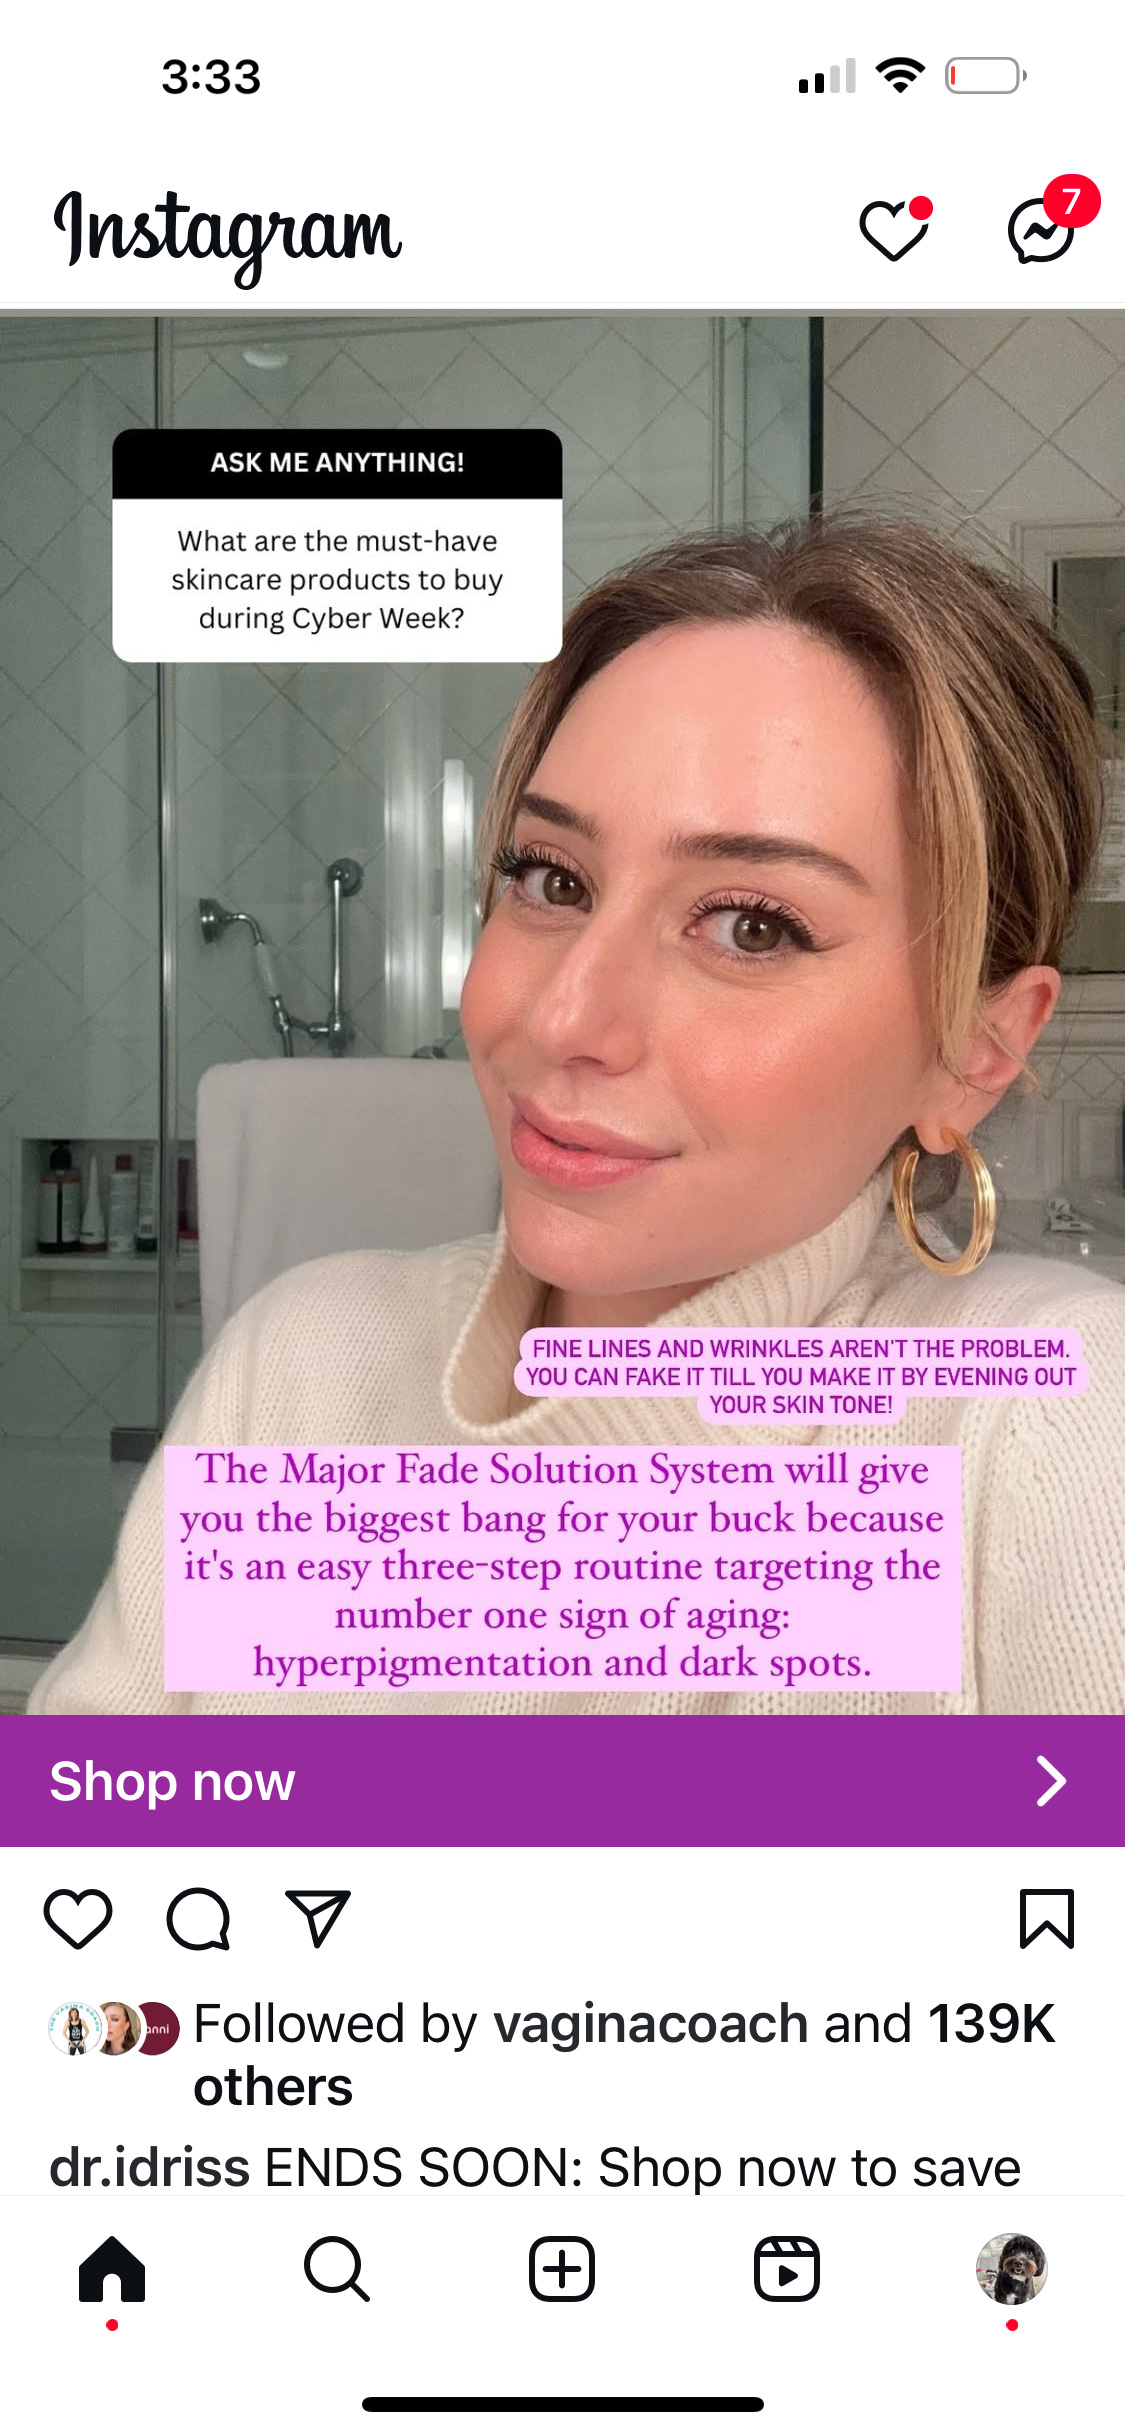 3:33
Instagram
7
ASK ME ANYTHING!
What are the must-have
skincare products to buy
during Cyber Week?
FINE LINES AND WRINKLES AREN'T THE PROBLEM.
YOU CAN FAKE IT TILL YOU MAKE IT BY EVENING OUT
YOUR SKIN TONE!
The Major Fade Solution System will give
you the biggest bang for your buck because
it's an easy three-step routine targeting the
number one sign of aging:
hyperpigmentation and dark spots.
Shop now
Followed by vaginacoach and 139K
others
dr.idriss ENDS SOON: Shop now to save